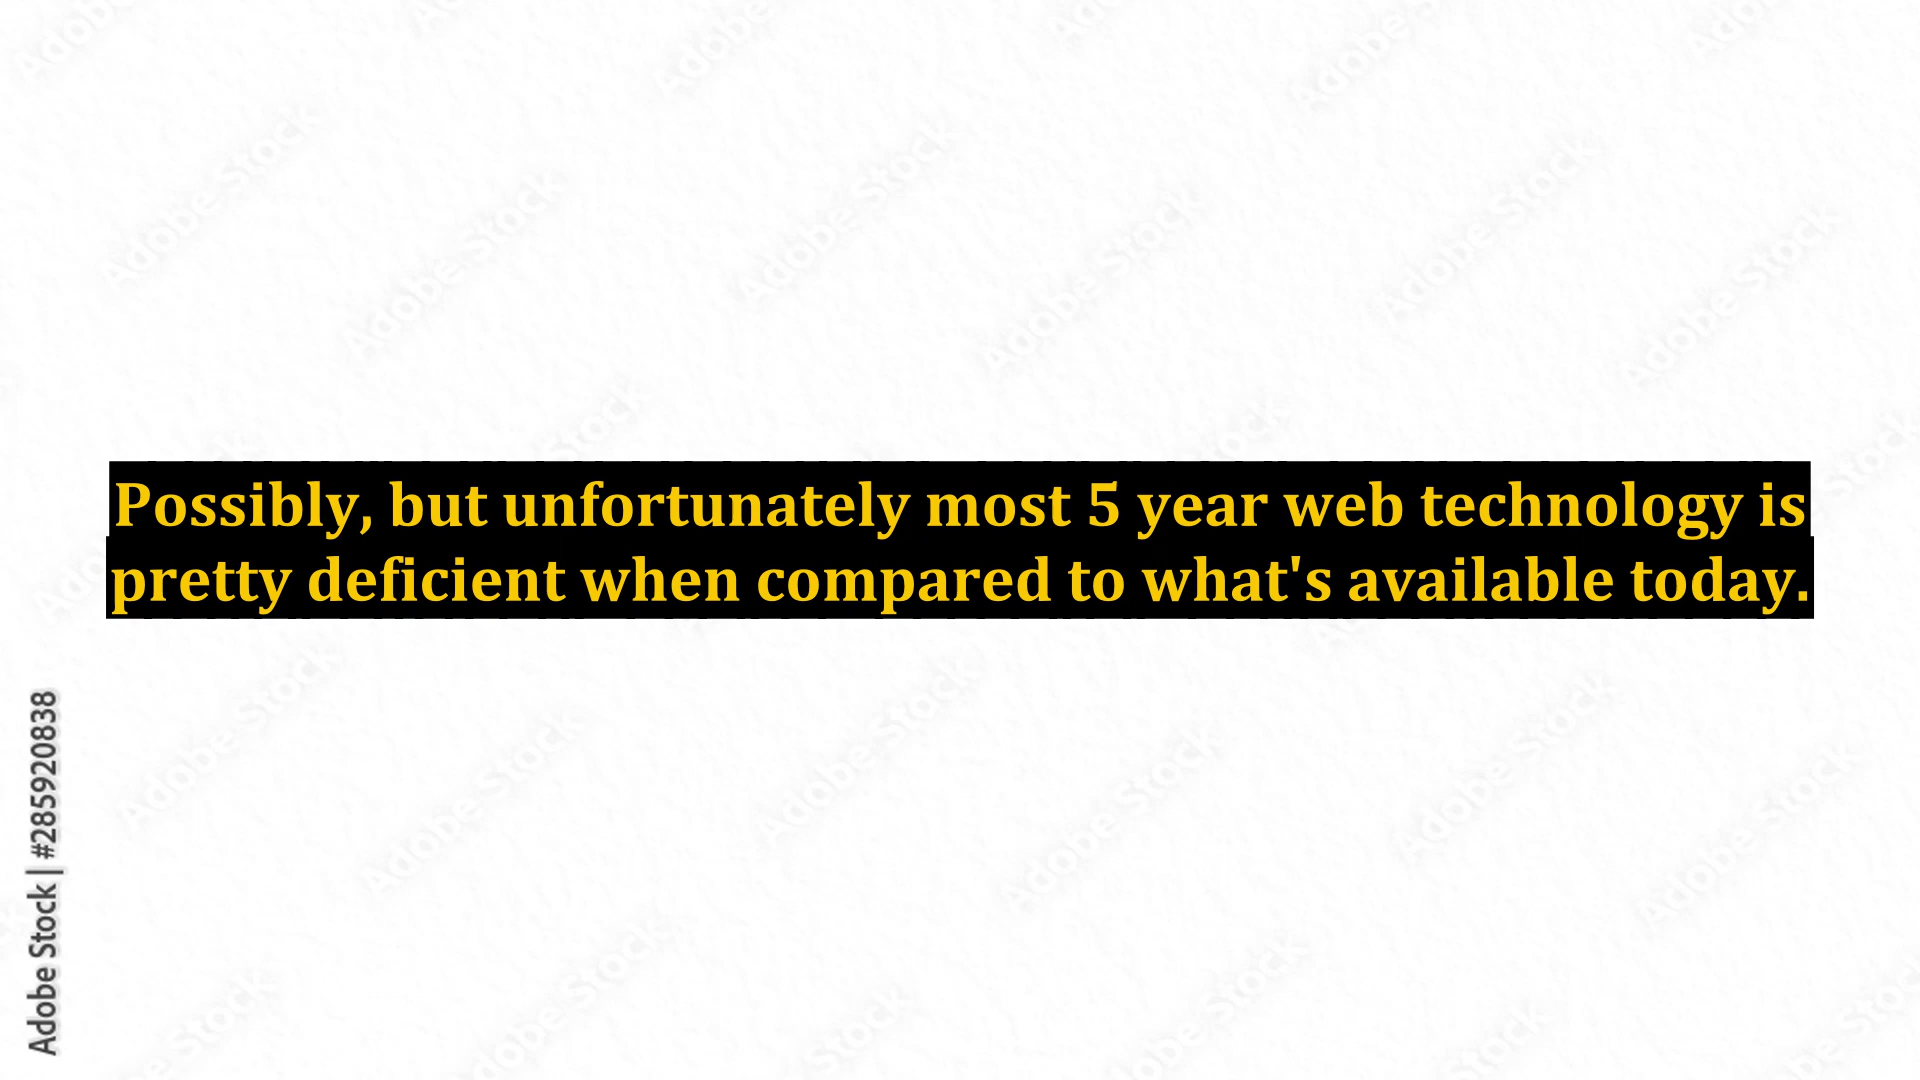 Possibly, but unfortunately most 5 year web technology is
pretty deficient when compared to what's available today.
Adobe Stock | #285920838